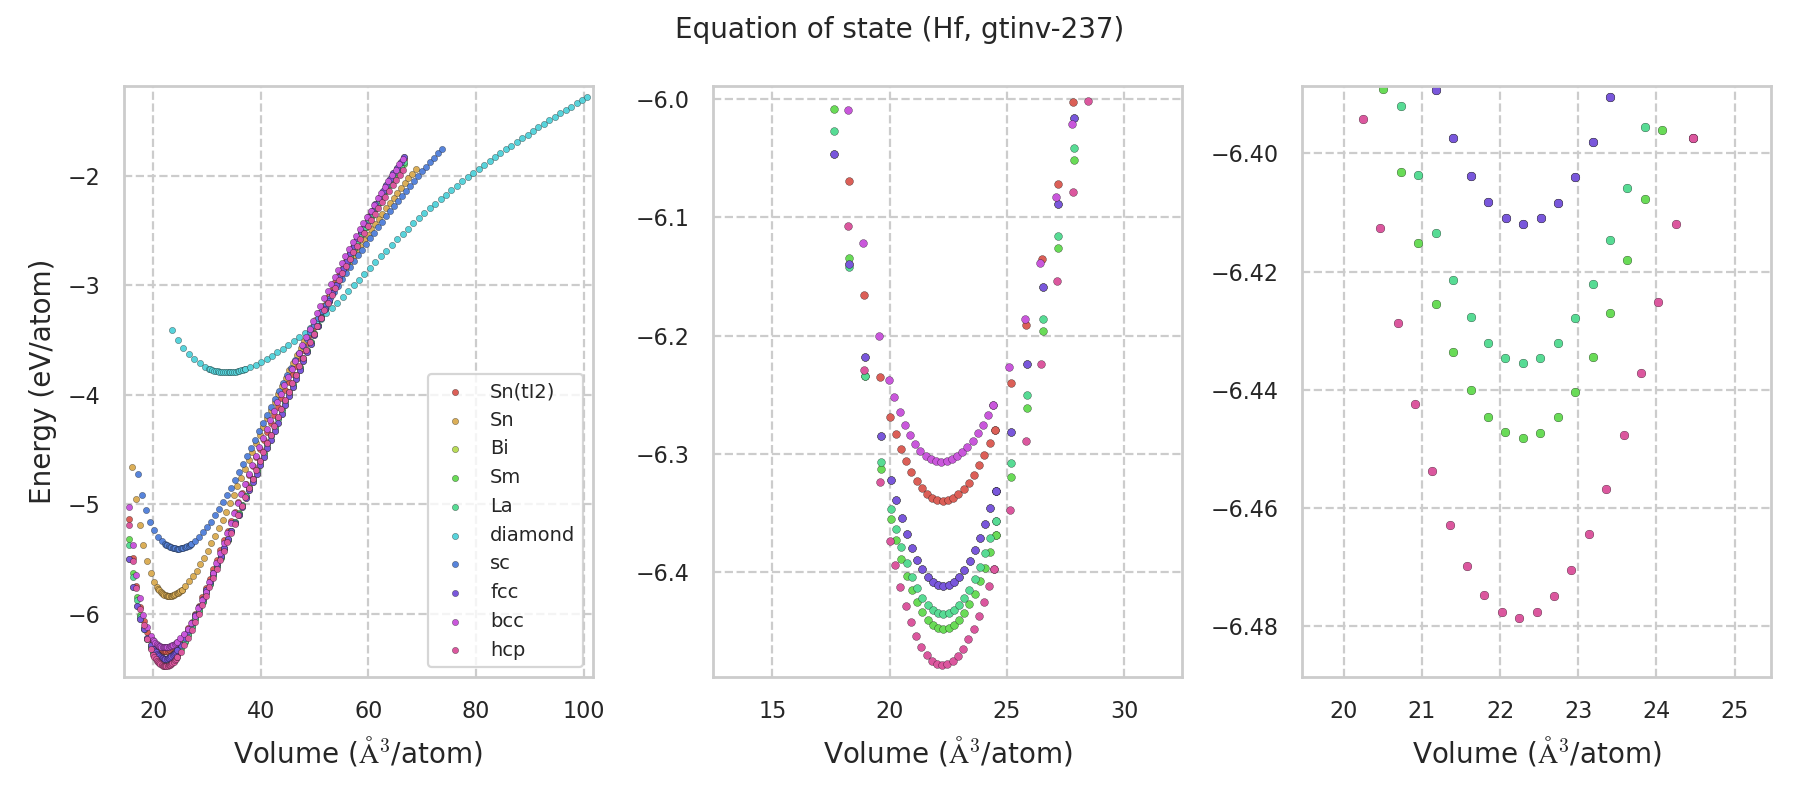 Equation of state (Hf, gtinv-237)
Energy (eV/atom)
−2
−3
−4
−5
−6
20 40 60 80 100
Volume (Å³/atom)
Sn(tI2)
Sn
Bi
Sm
La
diamond
sc
fcc
bcc
hcp
−6.0
−6.1
−6.2
−6.3
−6.4
15 20 25 30
Volume (Å³/atom)
−6.40
−6.42
−6.44
−6.46
−6.48
20 21 22 23 24 25
Volume (Å³/atom)